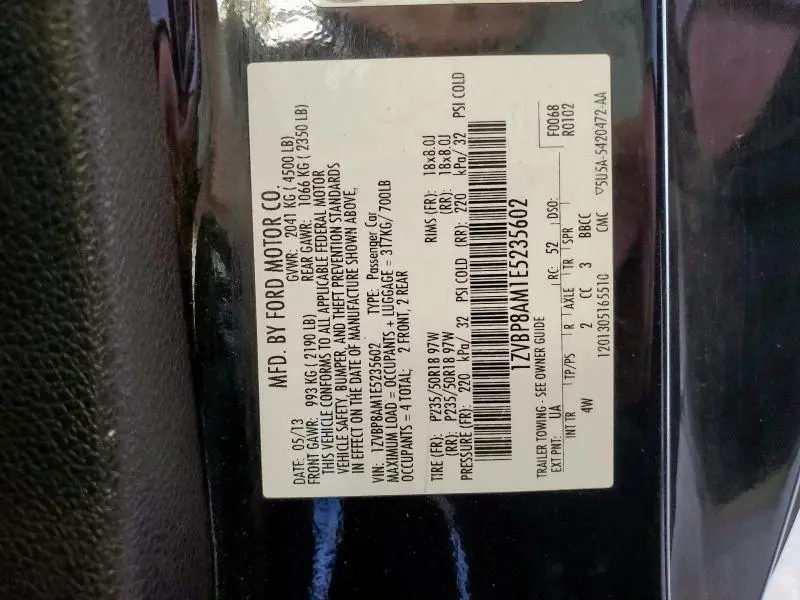 MFD. BY FORD MOTOR CO.
DATE: 05/13 GVWR: 2041 KG ( 4500 LB)
FRONT GAWR: 993 KG ( 2190 LB) REAR GAWR: 1066 KG ( 2350 LB)
THIS VEHICLE CONFORMS TO ALL APPLICABLE FEDERAL MOTOR
VEHICLE SAFETY, BUMPER, AND THEFT PREVENTION STANDARDS
IN EFFECT ON THE DATE OF MANUFACTURE SHOWN ABOVE.
VIN: 1ZVBP8AM1E5235602 TYPE: Passenger Car
MAXIMUM LOAD = OCCUPANTS + LUGGAGE = 317KG/ 700LB
OCCUPANTS = 4 TOTAL; 2 FRONT, 2 REAR
TIRE (FR): P235/50R18 97W RIMS (FR): 18x8.0J
(RR): P235/50R18 97W (RR): 18x8.0J
PRESSURE (FR): 220 kPa/ 32 PSI COLD (RR): 220 kPa/ 32 PSI COLD
1ZVBP8AM1E5235602
TRAILER TOWING - SEE OWNER GUIDE F0068
EXT PNT: UA RC: 52 DSO: R0102
INT TR TP/PS R AXLE TR SPR
4W 2 CC 3 BBCC
1201305165510 CMC ▽5U5A-5420472-AA